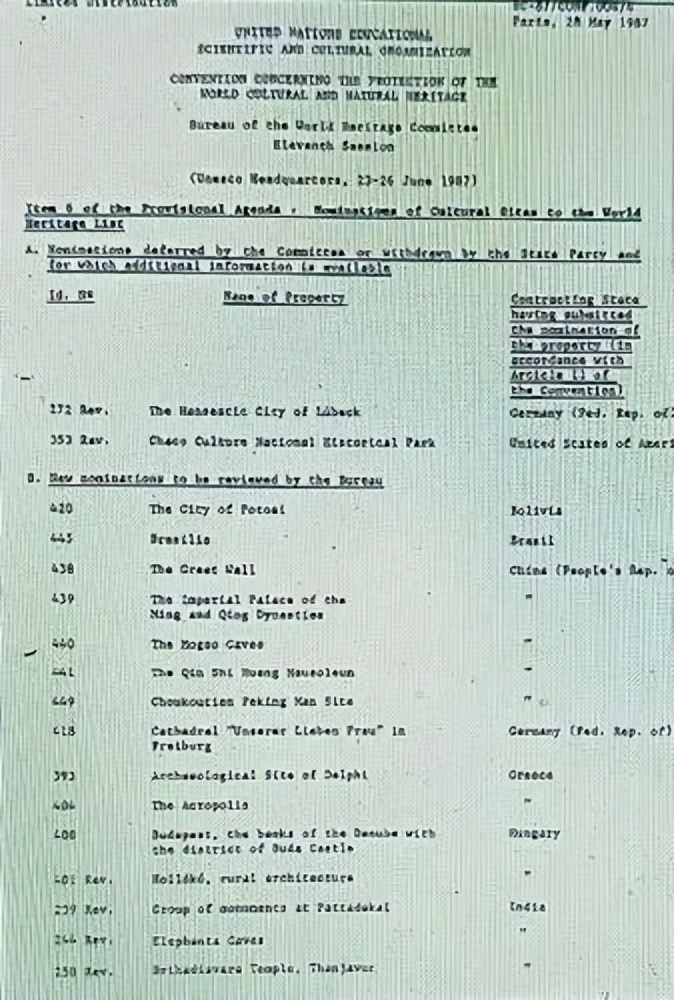 Limited Distribution
Paris, 28 May 1987
UNITED NATIONS EDUCATIONAL
SCIENTIFIC AND CULTURAL ORGANIZATION
CONVENTION CONCERNING THE PROTECTION OF THE
WORLD CULTURAL AND NATURAL HERITAGE
Bureau of the World Heritage Committee
Eleventh Session
(Unesco Headquarters, 23-26 June 1987)
Item 6 of the Provisional Agenda : Nominations of Cultural Sites to the World
Heritage List
A. Nominations deferred by the Committee or withdrawn by the State Party and
for which additional information is available
Id. Nº Name of Property Contracting State
having submitted
the nomination of
the property (in
accordance with
Article 11 of
the Convention)
272 Rev. The Hanseatic City of Lübeck Germany (Fed. Rep. of)
353 Rev. Chaco Culture National Historical Park United States of Ameri
B. New nominations to be reviewed by the Bureau
420 The City of Potosi Bolivia
445 Brasilia Brazil
438 The Great Wall China (People's Rep. o
439 The Imperial Palace of the "
Ming and Qing Dynasties
440 The Mogao Caves "
441 The Qin Shi Huang Mausoleum "
449 Choukoutien Peking Man Site "
418 Cathedral "Unserer Lieben Frau" in Germany (Fed. Rep. of)
Freiburg
393 Archaeological Site of Delphi Greece
404 The Acropolis "
400 Budapest, the banks of the Danube with Hungary
the district of Buda Castle
401 Rev. Hollókő, rural architecture "
239 Rev. Group of monuments at Pattadakal India
244 Rev. Elephanta Caves "
250 Rev. Brihadisvara Temple, Thanjavur "